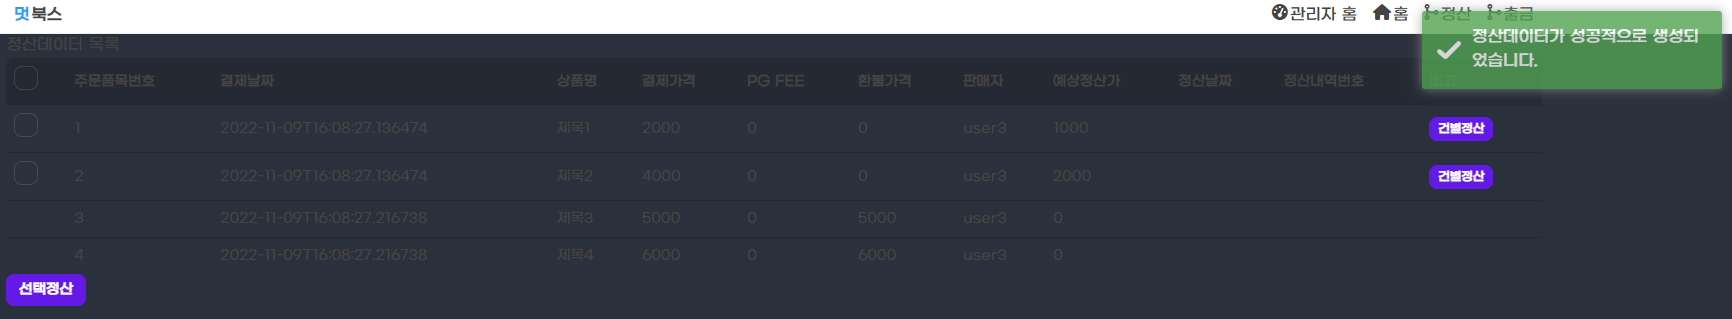 멋북스 관리자 홈 홈 정산 출금
정산데이터가 성공적으로 생성되
었습니다.
정산데이터 목록
주문품목번호 결제날짜 상품명 결제가격 PG FEE 환불가격 판매자 예상정산가 정산날짜 정산내역번호 비고
1 2022-11-09T16:08:27.136474 제목1 2000 0 0 user3 1000 건별정산
2 2022-11-09T16:08:27.136474 제목2 4000 0 0 user3 2000 건별정산
3 2022-11-09T16:08:27.216738 제목3 5000 0 5000 user3 0
4 2022-11-09T16:08:27.216738 제목4 6000 0 6000 user3 0
선택정산